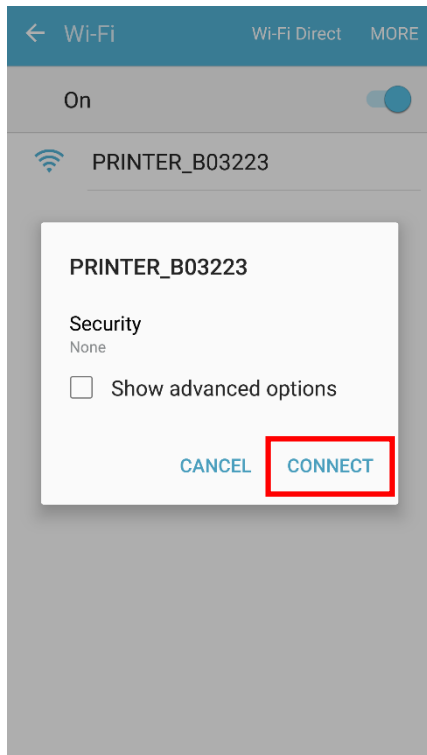 Wi-Fi Wi-Fi Direct MORE
On
PRINTER_B03223
PRINTER_B03223
Security
None
Show advanced options
CANCEL CONNECT